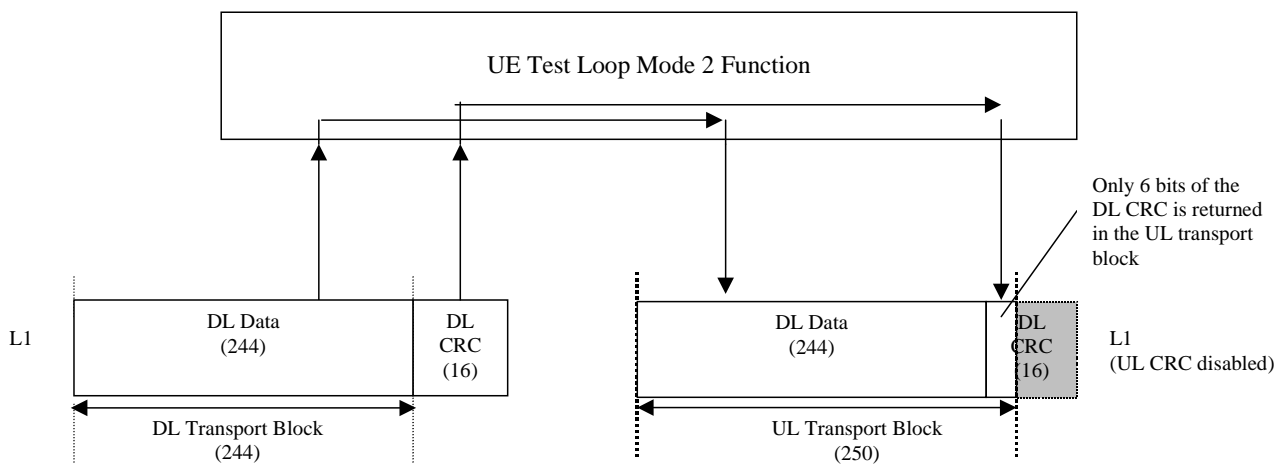 UE Test Loop Mode 2 Function
Only 6 bits of the
DL CRC is returned
in the UL transport
block
L1
DL Data
(244)
DL
CRC
(16)
DL Data
(244)
DL
CRC
(16)
L1
(UL CRC disabled)
DL Transport Block
(244)
UL Transport Block
(250)